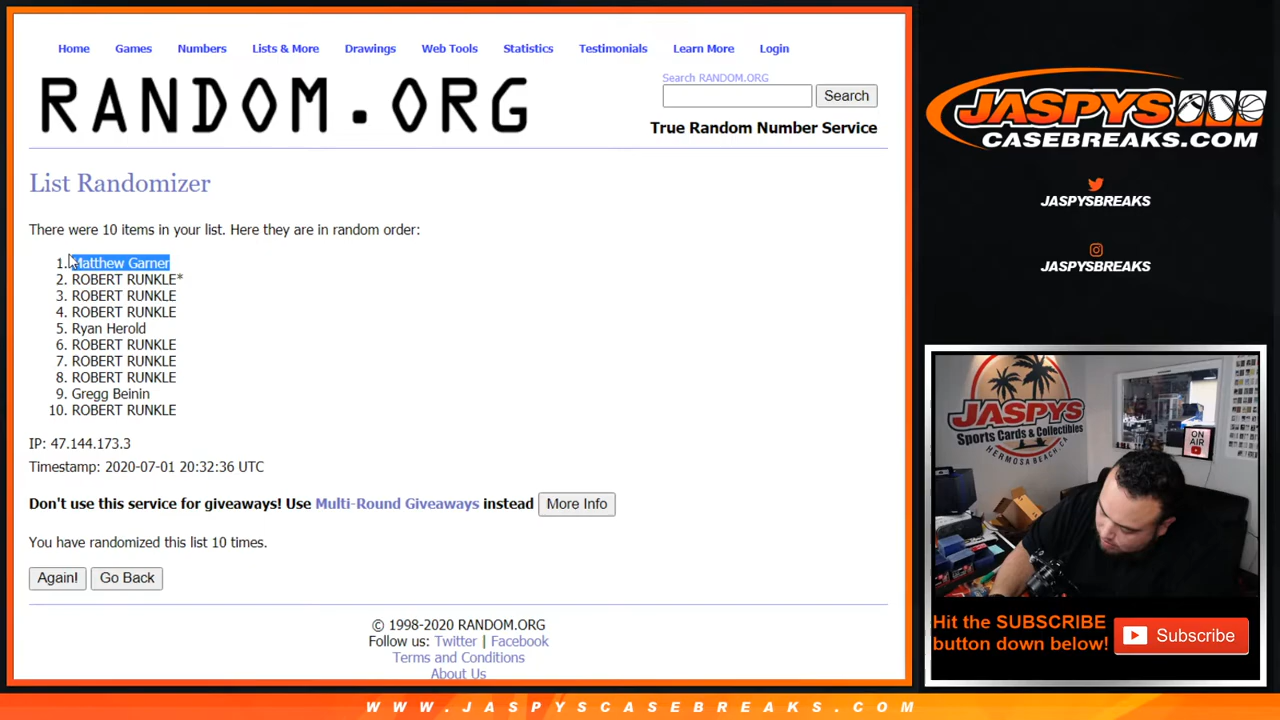 Home Games Numbers Lists & More Drawings Web Tools Statistics Testimonials Learn More Login
RANDOM.ORG
Search RANDOM.ORG
Search
True Random Number Service
List Randomizer
There were 10 items in your list. Here they are in random order:
1. Matthew Garner
2. ROBERT RUNKLE*
3. ROBERT RUNKLE
4. ROBERT RUNKLE
5. Ryan Herold
6. ROBERT RUNKLE
7. ROBERT RUNKLE
8. ROBERT RUNKLE
9. Gregg Beinin
10. ROBERT RUNKLE
IP: 47.144.173.3
Timestamp: 2020-07-01 20:32:36 UTC
Don't use this service for giveaways! Use Multi-Round Giveaways instead More Info
You have randomized this list 10 times.
Again! Go Back
© 1998-2020 RANDOM.ORG
Follow us: Twitter | Facebook
Terms and Conditions
About Us
JASPYS
CASEBREAKS.COM
JASPYSBREAKS
JASPYSBREAKS
JASPYS
Sports Cards & Collectibles
HERMOSA BEACH, CA
ON AIR
Hit the SUBSCRIBE
button down below!
Subscribe
WWW.JASPYSCASEBREAKS.COM